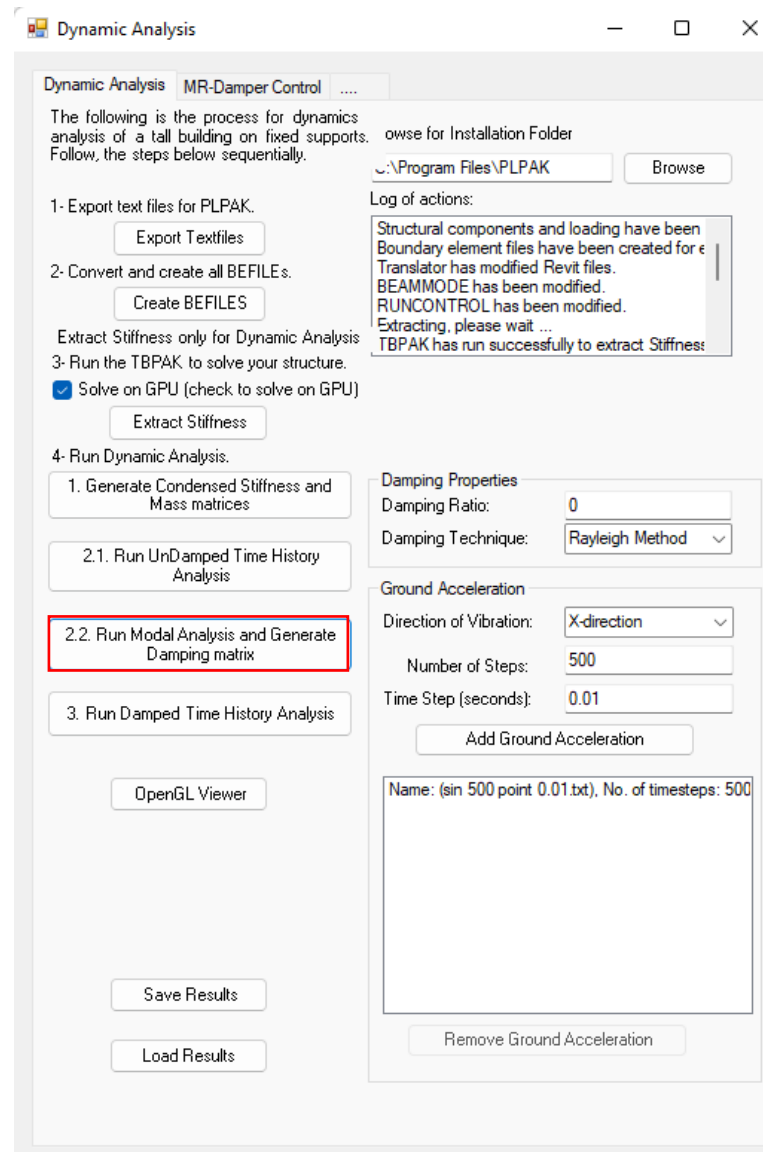 Dynamic Analysis
Dynamic Analysis
MR-Damper Control
....
The following is the process for dynamics
analysis of a tall building on fixed supports.
Follow, the steps below sequentially.
1- Export text files for PLPAK.
Export Textfiles
2- Convert and create all BEFILEs.
Create BEFILES
Extract Stiffness only for Dynamic Analysis
3- Run the TBPAK to solve your structure.
Solve on GPU (check to solve on GPU)
Extract Stiffness
4- Run Dynamic Analysis.
1. Generate Condensed Stiffness and
Mass matrices
2.1. Run UnDamped Time History
Analysis
2.2. Run Modal Analysis and Generate
Damping matrix
3. Run Damped Time History Analysis
OpenGL Viewer
Save Results
Load Results
owse for Installation Folder
:\Program Files\PLPAK
Browse
Log of actions:
Structural components and loading have been
Boundary element files have been created for e
Translator has modified Revit files.
BEAMMODE has been modified.
RUNCONTROL has been modified.
Extracting, please wait ...
TBPAK has run successfully to extract Stiffness
Damping Properties
Damping Ratio:
0
Damping Technique:
Rayleigh Method
Ground Acceleration
Direction of Vibration:
X-direction
Number of Steps:
500
Time Step (seconds):
0.01
Add Ground Acceleration
Name: (sin 500 point 0.01.txt), No. of timesteps: 500
Remove Ground Acceleration